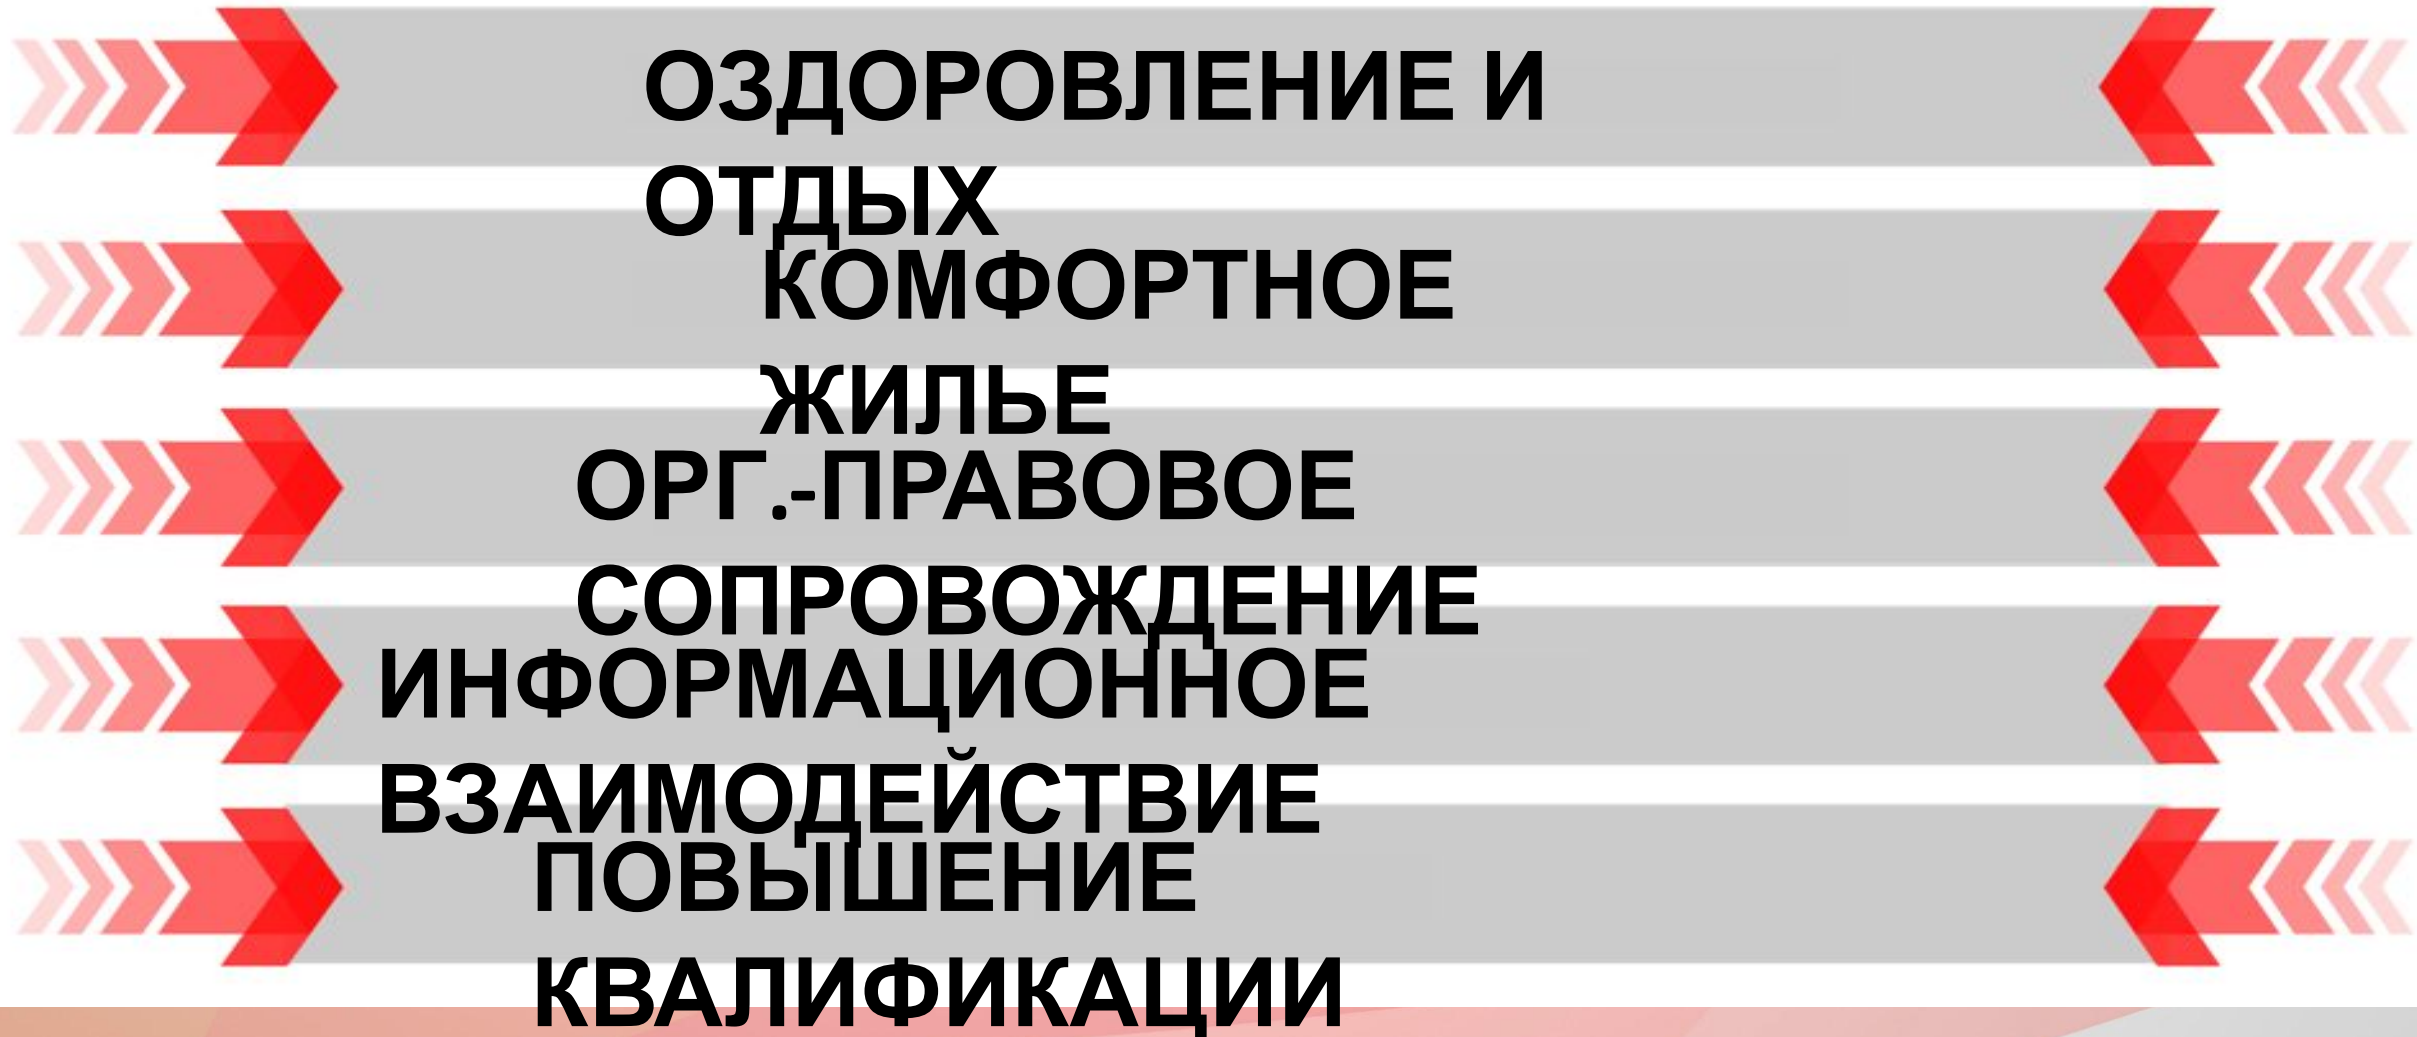 ОЗДОРОВЛЕНИЕ И
ОТДЫХ
КОМФОРТНОЕ
ЖИЛЬЕ
ОРГ.-ПРАВОВОЕ
СОПРОВОЖДЕНИЕ
ИНФОРМАЦИОННОЕ
ВЗАИМОДЕЙСТВИЕ
ПОВЫШЕНИЕ
КВАЛИФИКАЦИИ